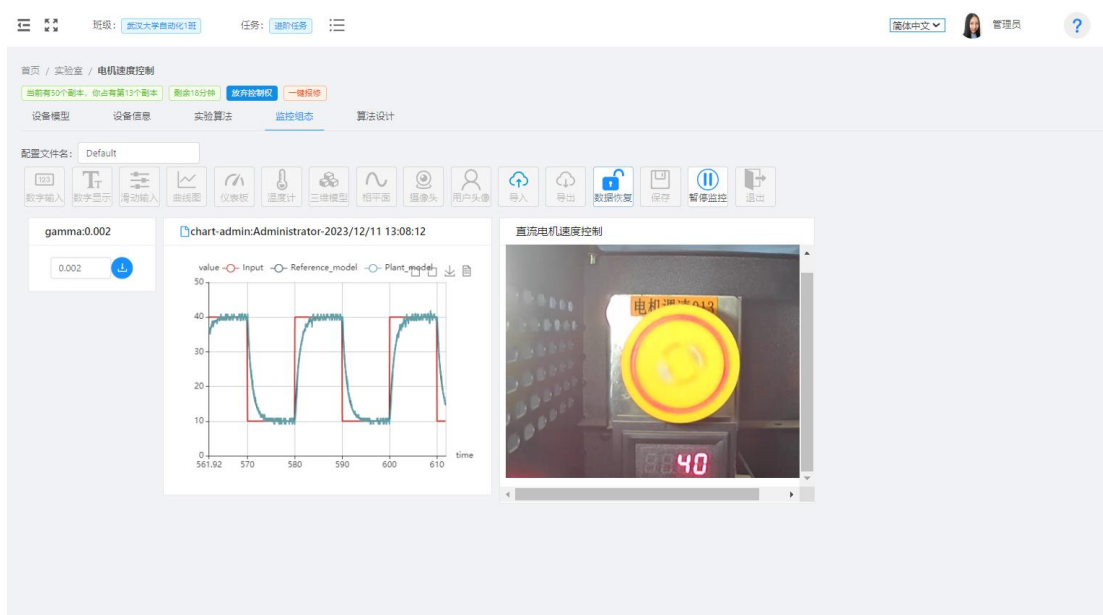 班级: 武汉大学自动化1班 任务: 进阶任务 简体中文 管理员 ?
首页 / 实验室 / 电机速度控制
当前有50个副本，你占有第13个副本 剩余18分钟 放弃控制权 一键报修
设备模型 设备信息 实验算法 监控组态 算法设计
配置文件名: Default
123 TT
数字输入 数字显示 滑动输入 曲线图 仪表板 温度计 三维模型 相平面 摄像头 用户头像 导入 导出 数据恢复 保存 暂停监控 退出
gamma:0.002 chart-admin:Administrator-2023/12/11 13:08:12 直流电机速度控制
0.002
value Input Reference_model Plant_model
50
40
30
20
10
0
561.92 570 580 590 600 610 time
电机调速013
40